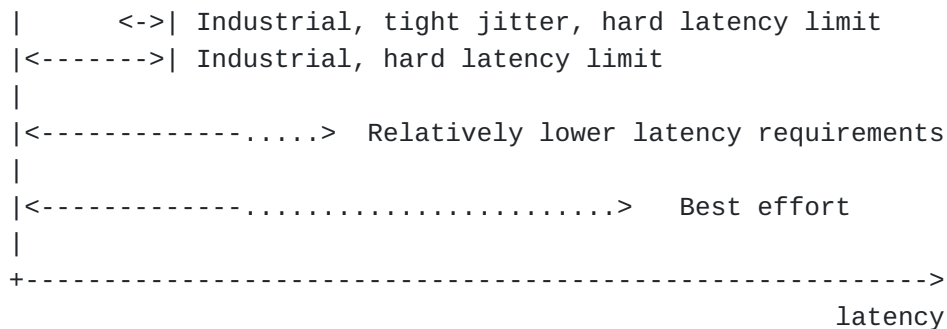 |      <->| Industrial, tight jitter, hard latency limit
|<------->| Industrial, hard latency limit
|
|<-------------.....>  Relatively lower latency requirements
|
|<-------------........................>   Best effort
|
+---------------------------------------------------------->
                                                     latency